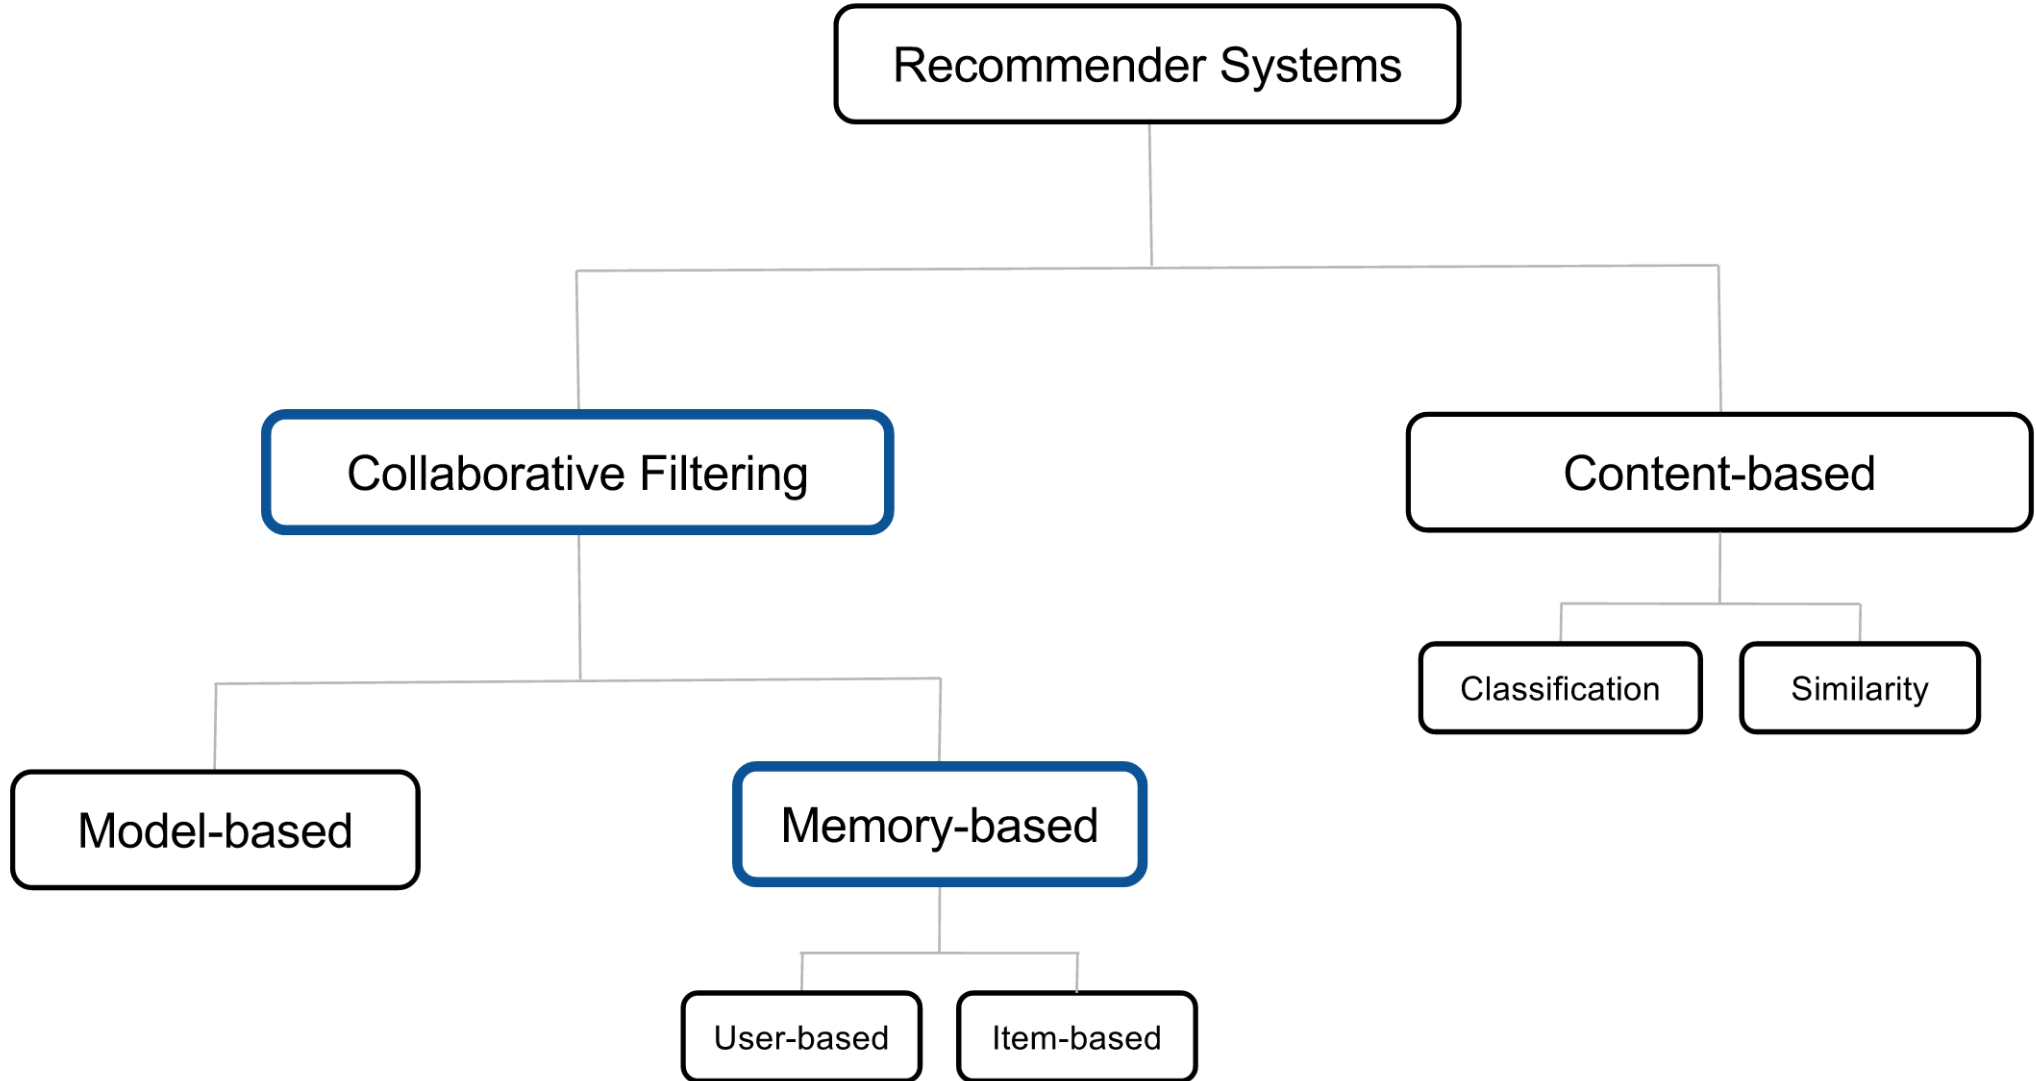 Recommender Systems
Collaborative Filtering
Content-based
Classification
Similarity
Model-based
Memory-based
User-based
Item-based